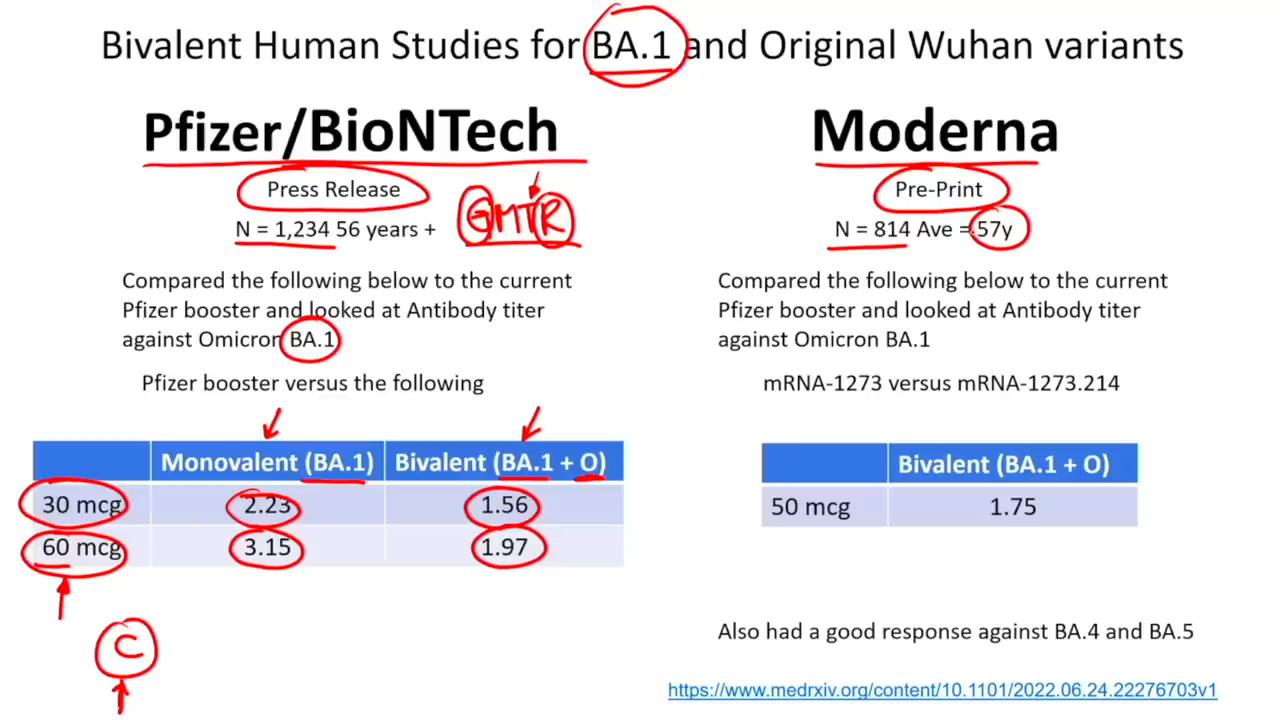 Bivalent Human Studies for BA.1 and Original Wuhan variants
Pfizer/BioNTech
Press Release
N = 1,234 56 years +
GMTR
Compared the following below to the current
Pfizer booster and looked at Antibody titer
against Omicron BA.1
Pfizer booster versus the following
Monovalent (BA.1) Bivalent (BA.1 + O)
30 mcg 2.23 1.56
60 mcg 3.15 1.97
C
Moderna
Pre-Print
N = 814 Ave = 57y
Compared the following below to the current
Pfizer booster and looked at Antibody titer
against Omicron BA.1
mRNA-1273 versus mRNA-1273.214
Bivalent (BA.1 + O)
50 mcg 1.75
Also had a good response against BA.4 and BA.5
https://www.medrxiv.org/content/10.1101/2022.06.24.22276703v1